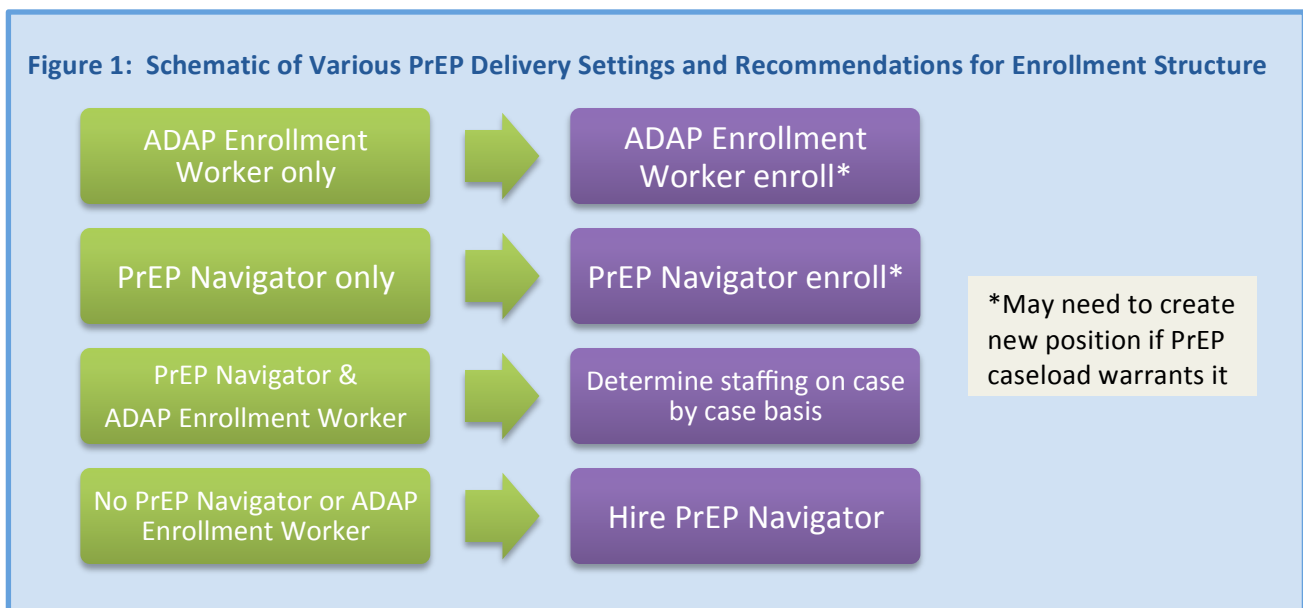 Figure 1:  Schematic of Various PrEP Delivery Settings and Recommendations for Enrollment Structure
ADAP Enrollment
Worker only
ADAP Enrollment
Worker enroll*
PrEP Navigator only
PrEP Navigator enroll*
*May need to create
new position if PrEP
caseload warrants it
PrEP Navigator &
ADAP Enrollment Worker
Determine staffing on case
by case basis
No PrEP Navigator or ADAP
Enrollment Worker
Hire PrEP Navigator